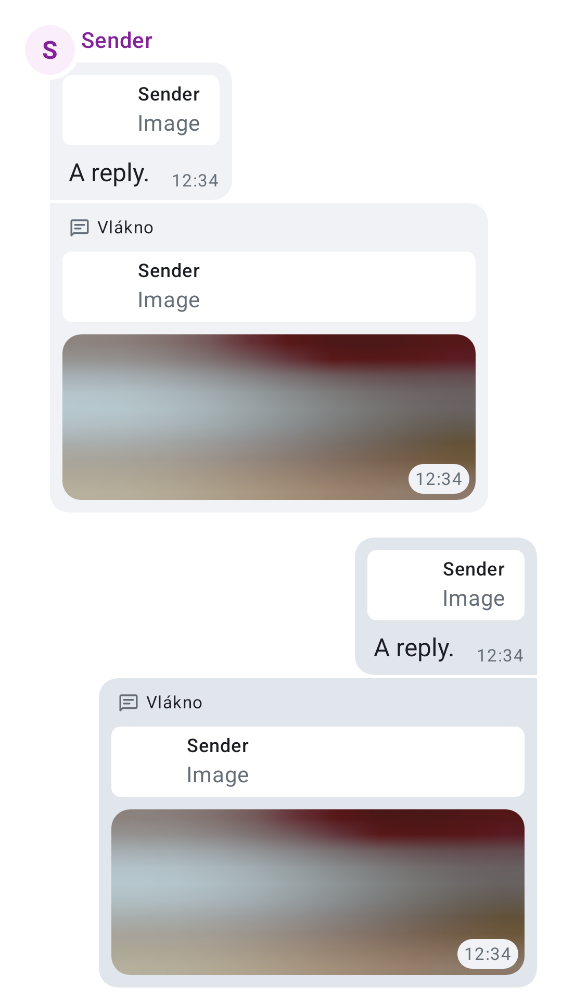 S
Sender
Sender
Image
A reply.
12:34
Vlákno
Sender
Image
12:34
Sender
Image
A reply.
12:34
Vlákno
Sender
Image
12:34